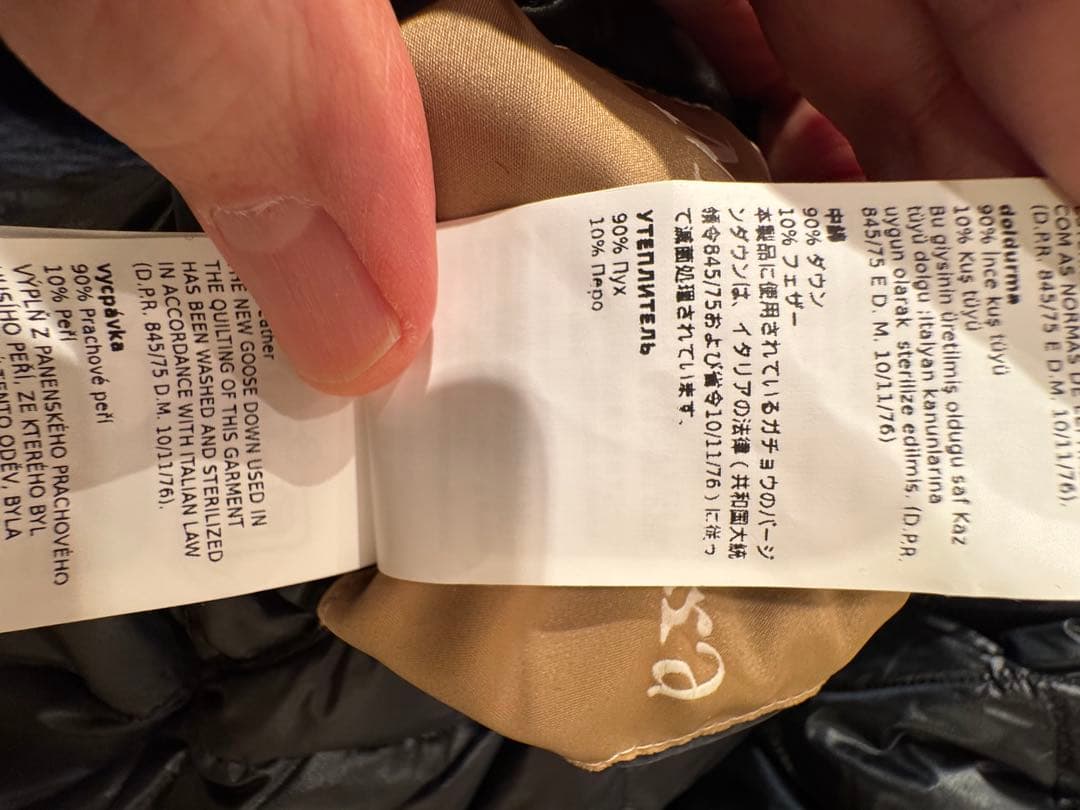 COM AS NORMAS DE
(D.P.R. 845/75 E D.M. 10/11/76).
doldurma
90% ince kuş tüyü
10% Kuş tüyü
Bu giysinin üretilmiş oldugu saf Kaz
tüyü dolgu ;italyan kanunlarına
uygun olarak sterilize edilmiş. (D.P.R.
845/75 E D. M. 10/11/76)
中綿
90% ダウン
10% フェザー
本製品に使用されているガチョウのバージ
ンダウンは、イタリアの法律（共和国大統
領令845/75および省令10/11/76）に従っ
て滅菌処理されています。
УТЕПЛИТЕЛЬ
90% Пух
10% Перо
THE NEW GOOSE DOWN USED IN
THE QUILTING OF THIS GARMENT
HAS BEEN WASHED AND STERILIZED
IN ACCORDANCE WITH ITALIAN LAW
(D.P.R. 845/75 D.M. 10/11/76).
vycpávka
90% Prachové peří
10% Peří
VÝPLŇ Z PANENSKÉHO PRACHOVÉHO
HUSÍHO PEŘÍ, ZE KTERÉHO BYL
TENTO ODĚV, BYLA